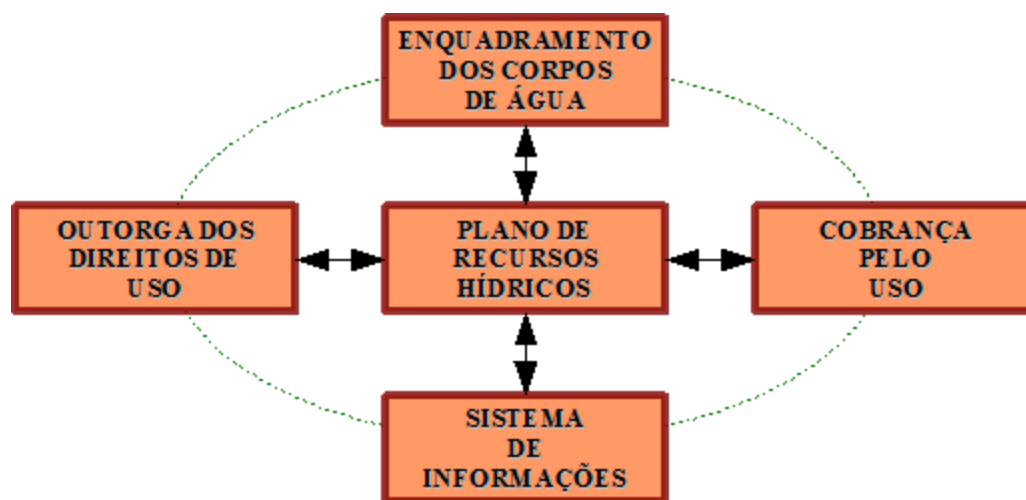 ENQUADRAMENTO
DOS CORPOS
DE ÁGUA
OUTORGA DOS
DIREITOS DE
USO
PLANO DE
RECURSOS
HÍDRICOS
COBRANÇA
PELO
USO
SISTEMA
DE
INFORMAÇÕES